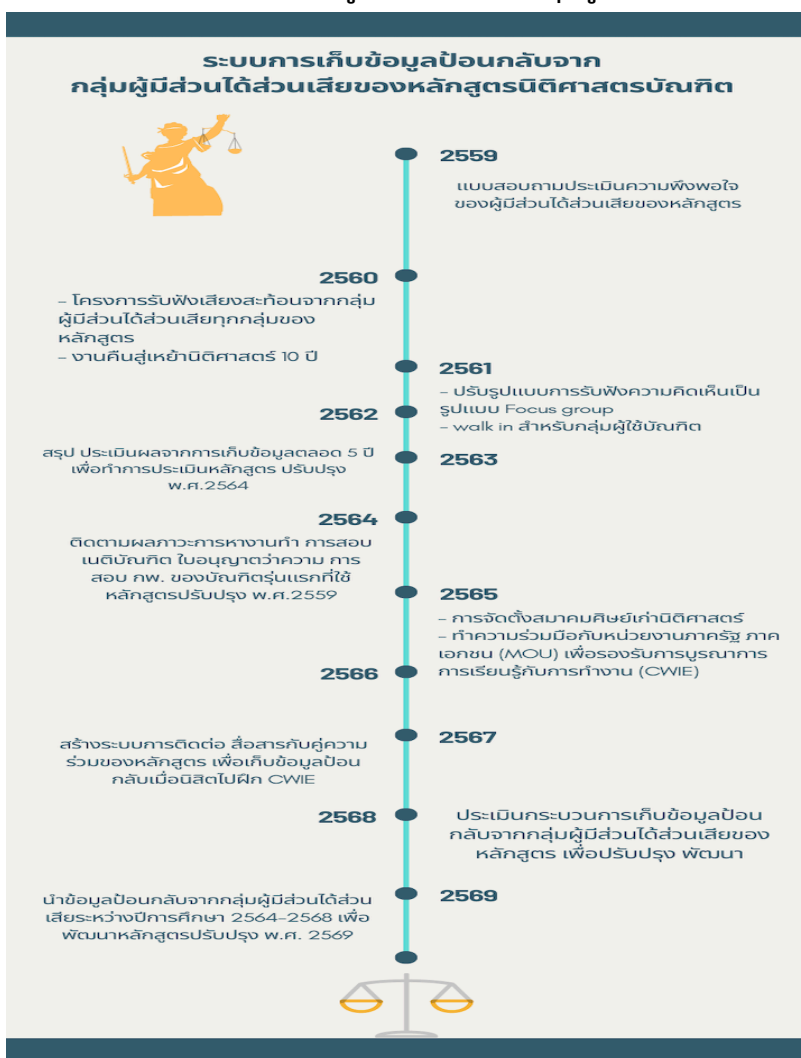 ระบบการเก็บข้อมูลป้อนกลับจาก
กลุ่มผู้มีส่วนได้ส่วนเสียของหลักสูตรนิติศาสตรบัณฑิต
2559
แบบสอบถามประเมินความพึงพอใจ
ของผู้มีส่วนได้ส่วนเสียของหลักสูตร
2560
- โครงการรับฟังเสียงสะท้อนจากกลุ่ม
ผู้มีส่วนได้ส่วนเสียทุกกลุ่มของ
หลักสูตร
- งานคืนสู่เหย้านิติศาสตร์ 10 ปี
2561
- ปรับรูปแบบการรับฟังความคิดเห็นเป็น
รูปแบบ Focus group
- walk in สำหรับกลุ่มผู้ใช้บัณฑิต
2562
สรุป ประเมินผลจากการเก็บข้อมูลตลอด 5 ปี
เพื่อทำการประเมินหลักสูตร ปรับปรุง
พ.ศ.2564
2563
2564
ติดตามผลภาวะการหางานทำ การสอบ
เนติบัณฑิต ใบอนุญาตว่าความ การ
สอบ กพ. ของบัณฑิตรุ่นแรกที่ใช้
หลักสูตรปรับปรุง พ.ศ.2559
2565
- การจัดตั้งสมาคมศิษย์เก่านิติศาสตร์
- ทำความร่วมมือกับหน่วยงานภาครัฐ ภาค
เอกชน (MOU) เพื่อรองรับการบูรณาการ
การเรียนรู้กับการทำงาน (CWIE)
2566
สร้างระบบการติดต่อ สื่อสารกับคู่ความ
ร่วมของหลักสูตร เพื่อเก็บข้อมูลป้อน
กลับเมื่อนิสิตไปฝึก CWIE
2567
2568
ประเมินกระบวนการเก็บข้อมูลป้อน
กลับจากกลุ่มผู้มีส่วนได้ส่วนเสียของ
หลักสูตร เพื่อปรับปรุง พัฒนา
2569
นำข้อมูลป้อนกลับจากกลุ่มผู้มีส่วนได้ส่วน
เสียระหว่างปีการศึกษา 2564-2568 เพื่อ
พัฒนาหลักสูตรปรับปรุง พ.ศ. 2569